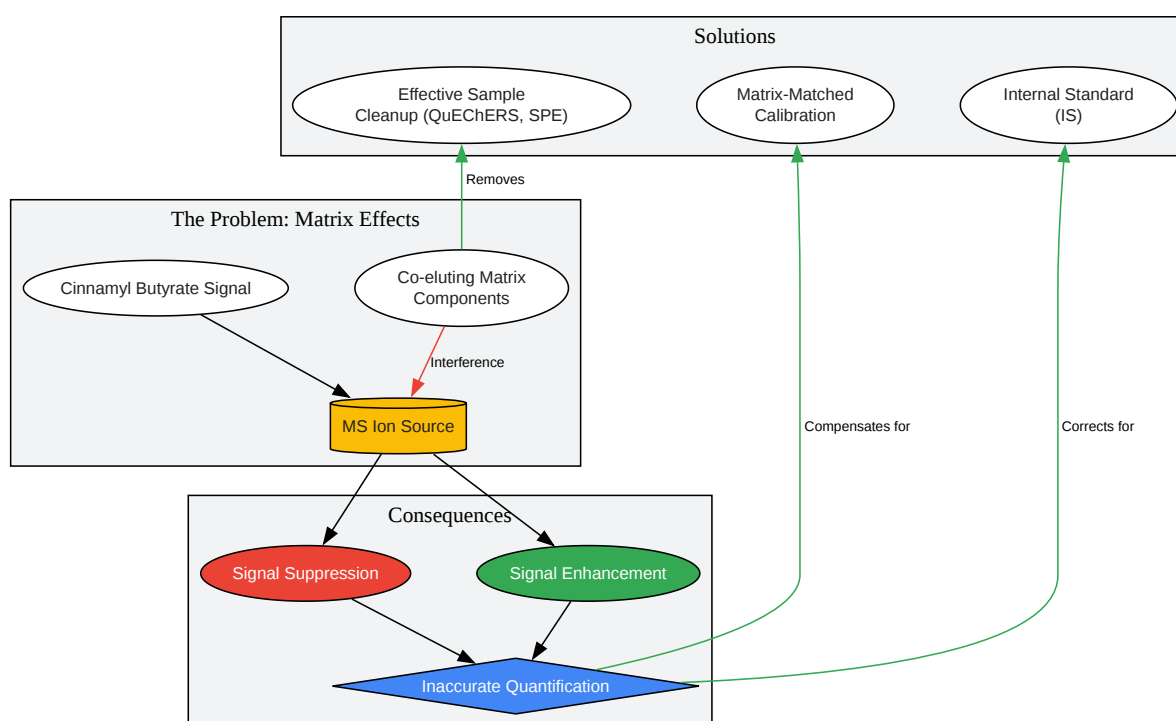 Solutions
Effective Sample
Cleanup (QuEChERS, SPE)
Matrix-Matched
Calibration
Internal Standard
(IS)
Removes
The Problem: Matrix Effects
Cinnamyl Butyrate Signal
Co-eluting Matrix
Components
Interference
MS Ion Source
Compensates for
Corrects for
Consequences
Signal Suppression
Signal Enhancement
Inaccurate Quantification